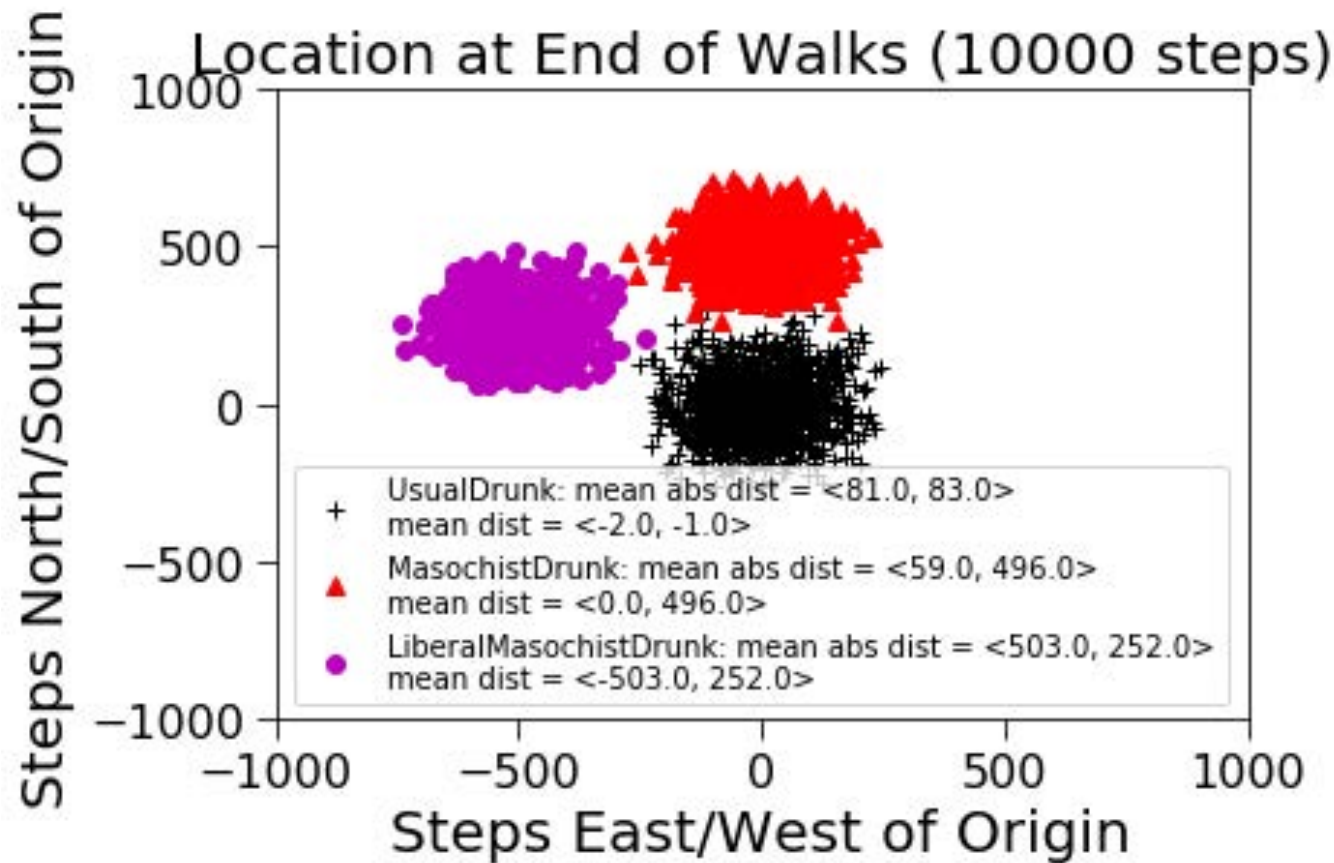 Location at End of Walks (10000 steps)
Steps North/South of Origin
1000
500
0
−500
−1000
UsualDrunk: mean abs dist = <81.0, 83.0>
mean dist = <-2.0, -1.0>
MasochistDrunk: mean abs dist = <59.0, 496.0>
mean dist = <0.0, 496.0>
LiberalMasochistDrunk: mean abs dist = <503.0, 252.0>
mean dist = <-503.0, 252.0>
−1000 −500 0 500 1000
Steps East/West of Origin